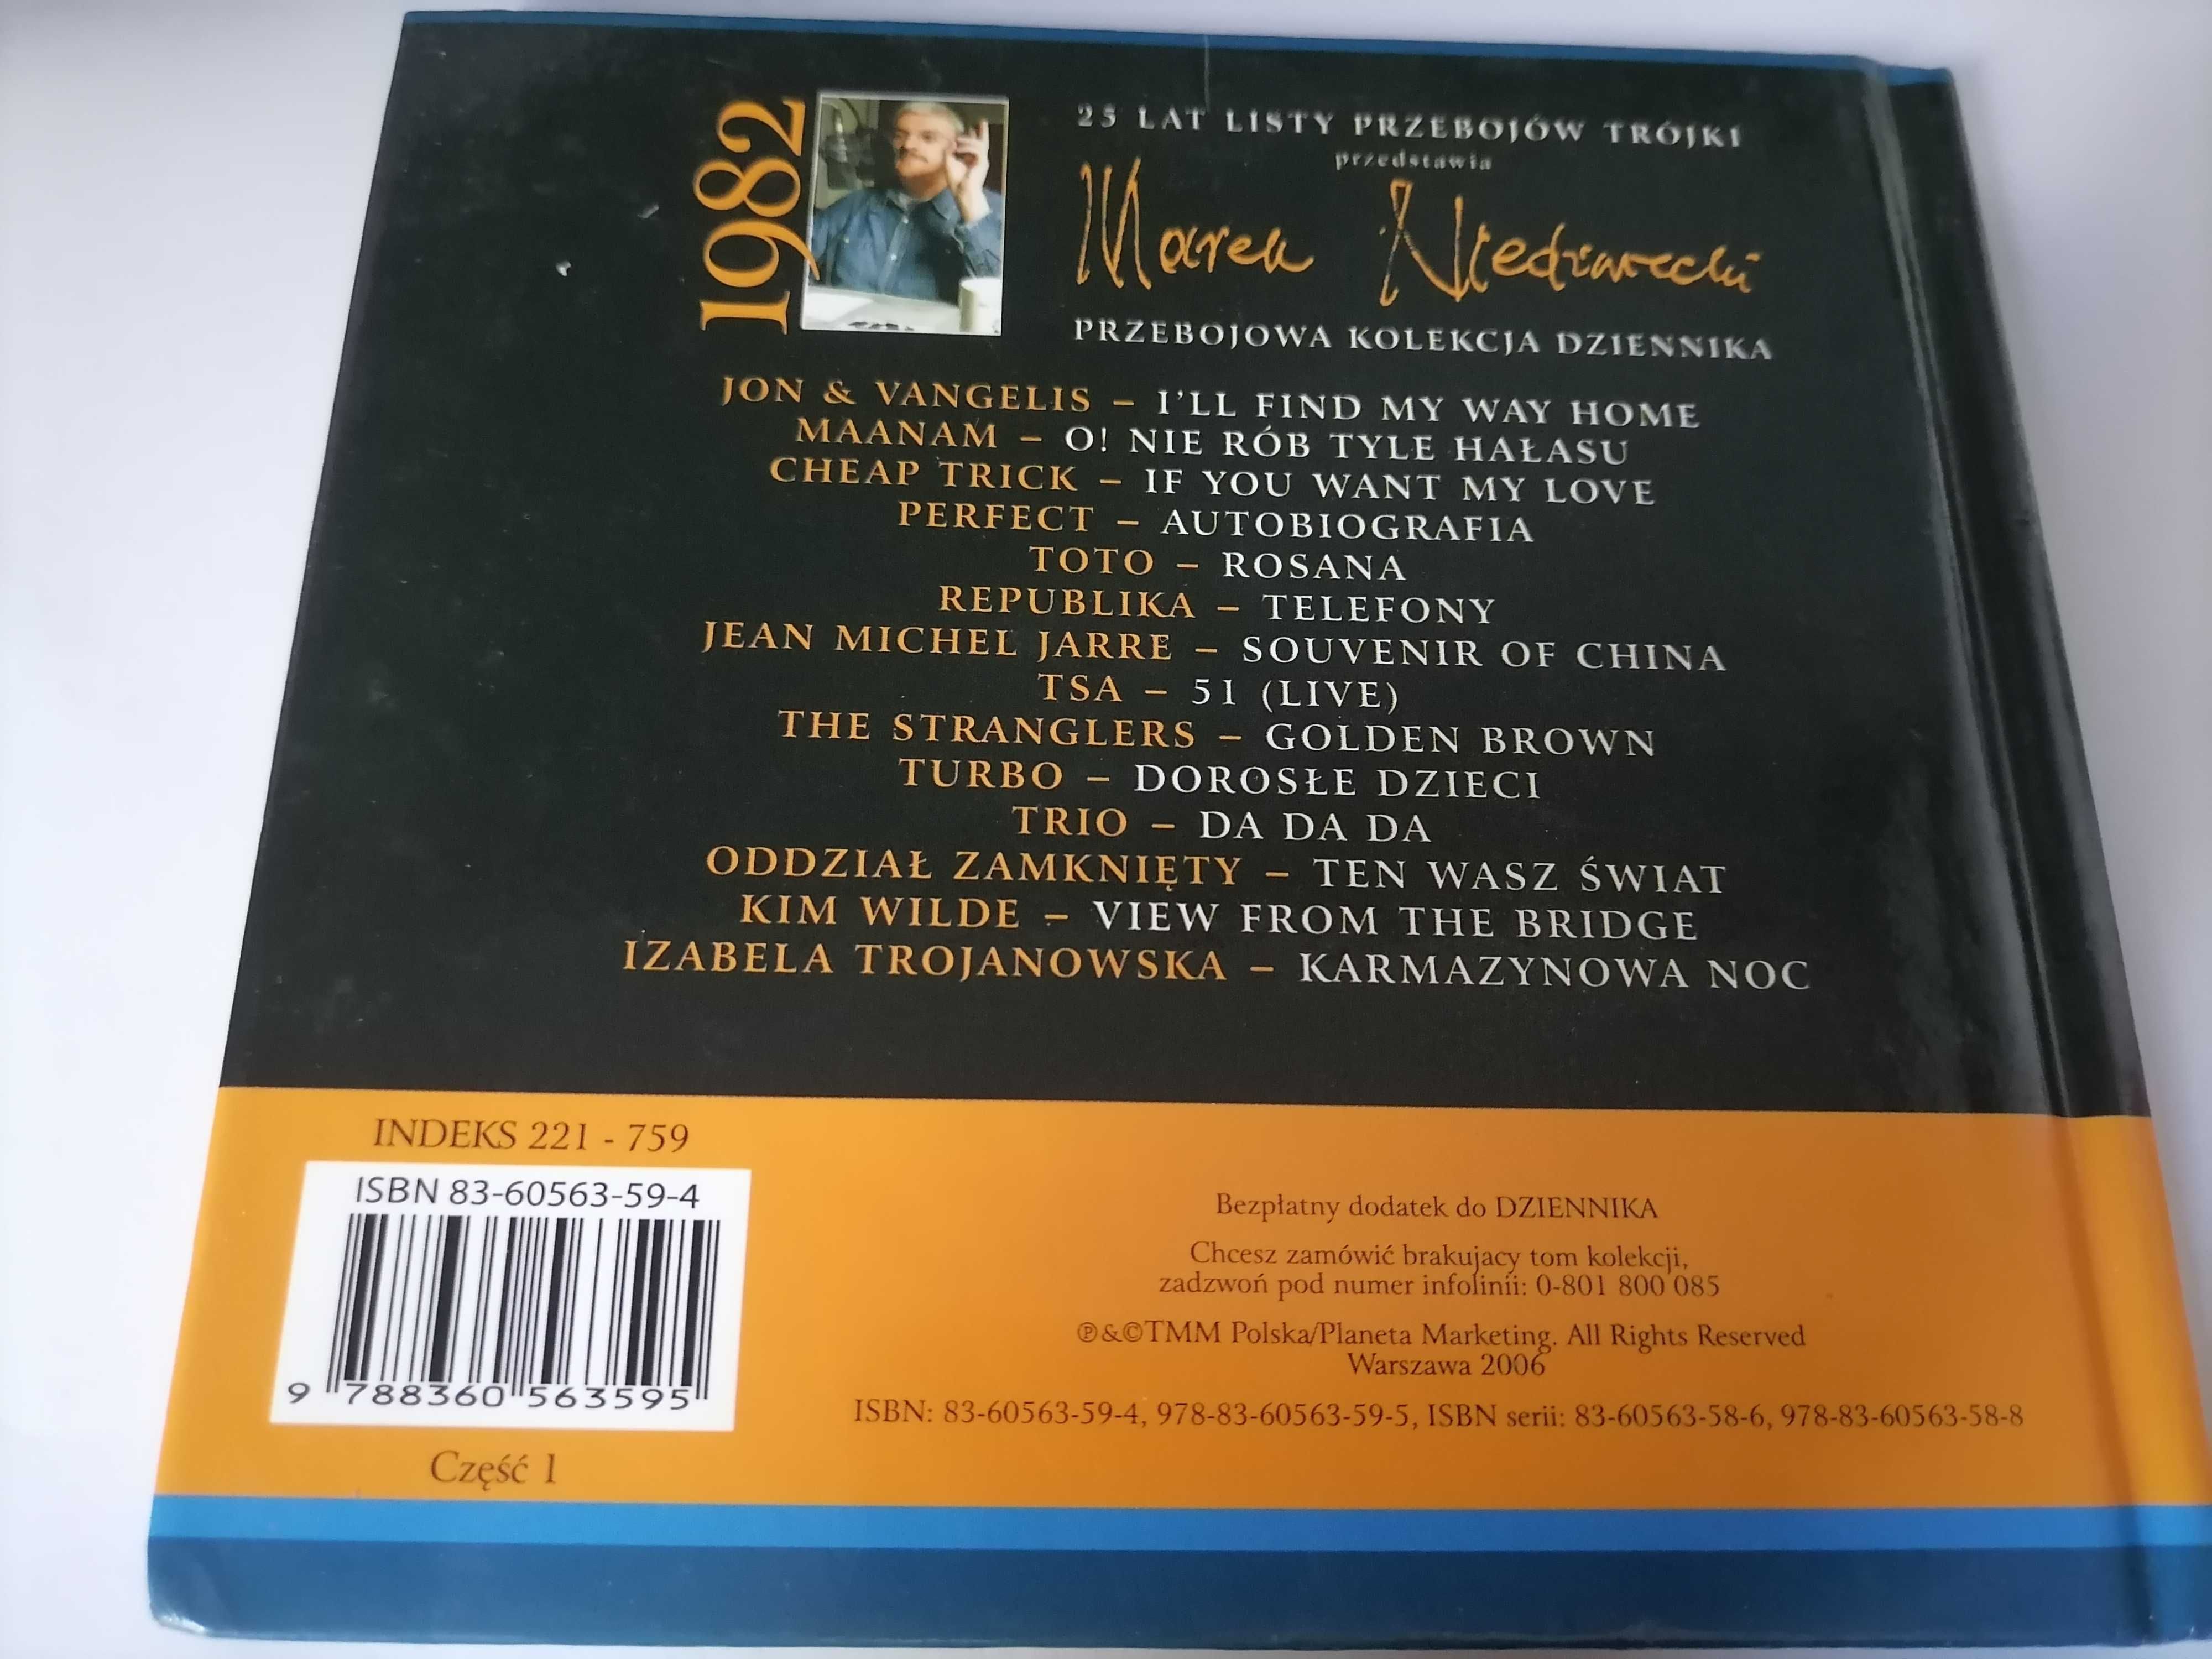 1982
25 LAT LISTY PRZEBOJÓW TRÓJKI
przedstawia
Marek Niedźwiecki
PRZEBOJOWA KOLEKCJA DZIENNIKA
JON & VANGELIS – I'LL FIND MY WAY HOME
MAANAM – O! NIE RÓB TYLE HAŁASU
CHEAP TRICK – IF YOU WANT MY LOVE
PERFECT – AUTOBIOGRAFIA
TOTO – ROSANA
REPUBLIKA – TELEFONY
JEAN MICHEL JARRE – SOUVENIR OF CHINA
TSA – 51 (LIVE)
THE STRANGLERS – GOLDEN BROWN
TURBO – DOROSŁE DZIECI
TRIO – DA DA DA
ODDZIAŁ ZAMKNIĘTY – TEN WASZ ŚWIAT
KIM WILDE – VIEW FROM THE BRIDGE
IZABELA TROJANOWSKA – KARMAZYNOWA NOC
INDEKS 221 - 759
ISBN 83-60563-59-4
9 788360 563595
Część 1
Bezpłatny dodatek do DZIENNIKA
Chcesz zamówić brakujacy tom kolekcji,
zadzwoń pod numer infolinii: 0-801 800 085
℗&©TMM Polska/Planeta Marketing. All Rights Reserved
Warszawa 2006
ISBN: 83-60563-59-4, 978-83-60563-59-5, ISBN serii: 83-60563-58-6, 978-83-60563-58-8